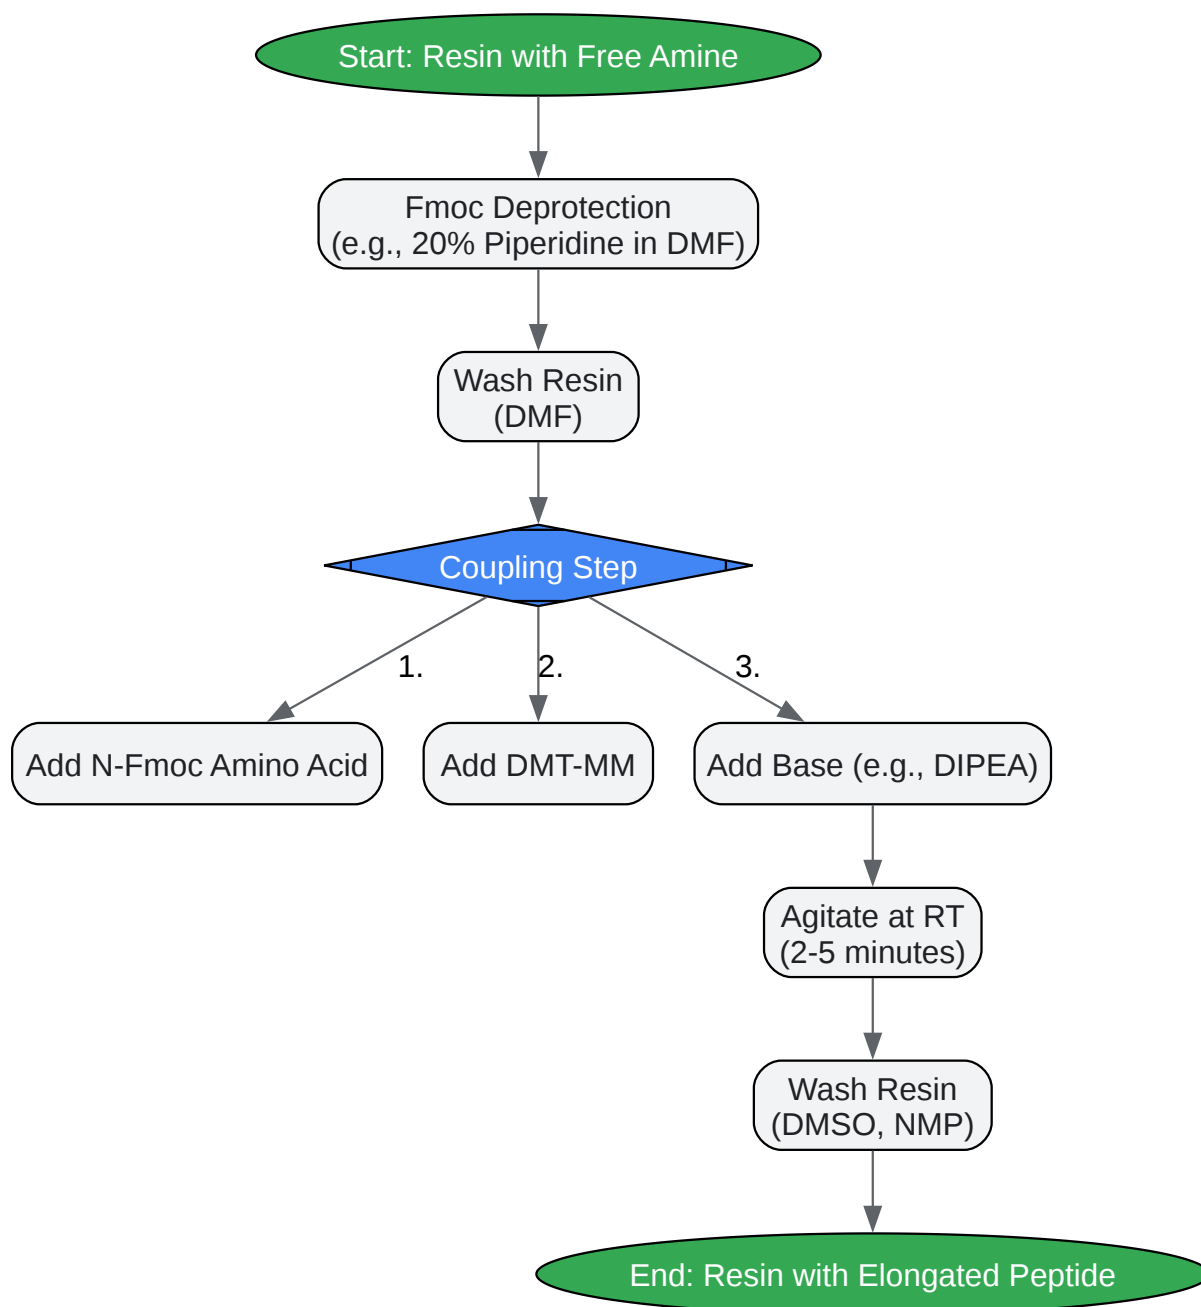 Start: Resin with Free Amine
Fmoc Deprotection
(e.g., 20% Piperidine in DMF)
Wash Resin
(DMF)
Coupling Step
1.
2.
3.
Add N-Fmoc Amino Acid
Add DMT-MM
Add Base (e.g., DIPEA)
Agitate at RT
(2-5 minutes)
Wash Resin
(DMSO, NMP)
End: Resin with Elongated Peptide